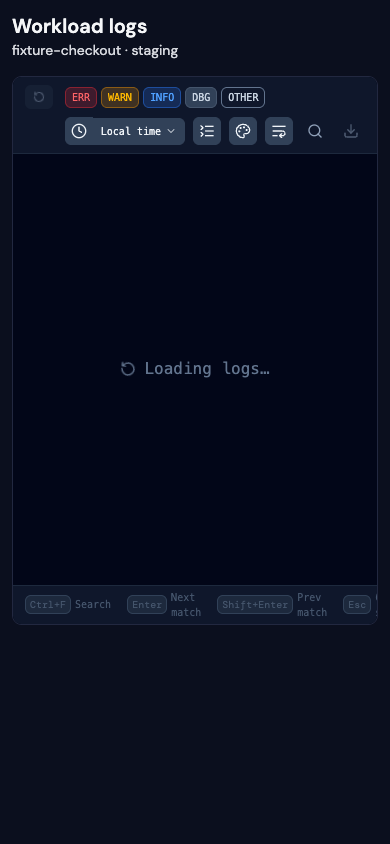 Workload logs
fixture-checkout · staging
ERR WARN INFO DBG OTHER
Local time
Loading logs…
Ctrl+F Search Enter Next match Shift+Enter Prev match Esc